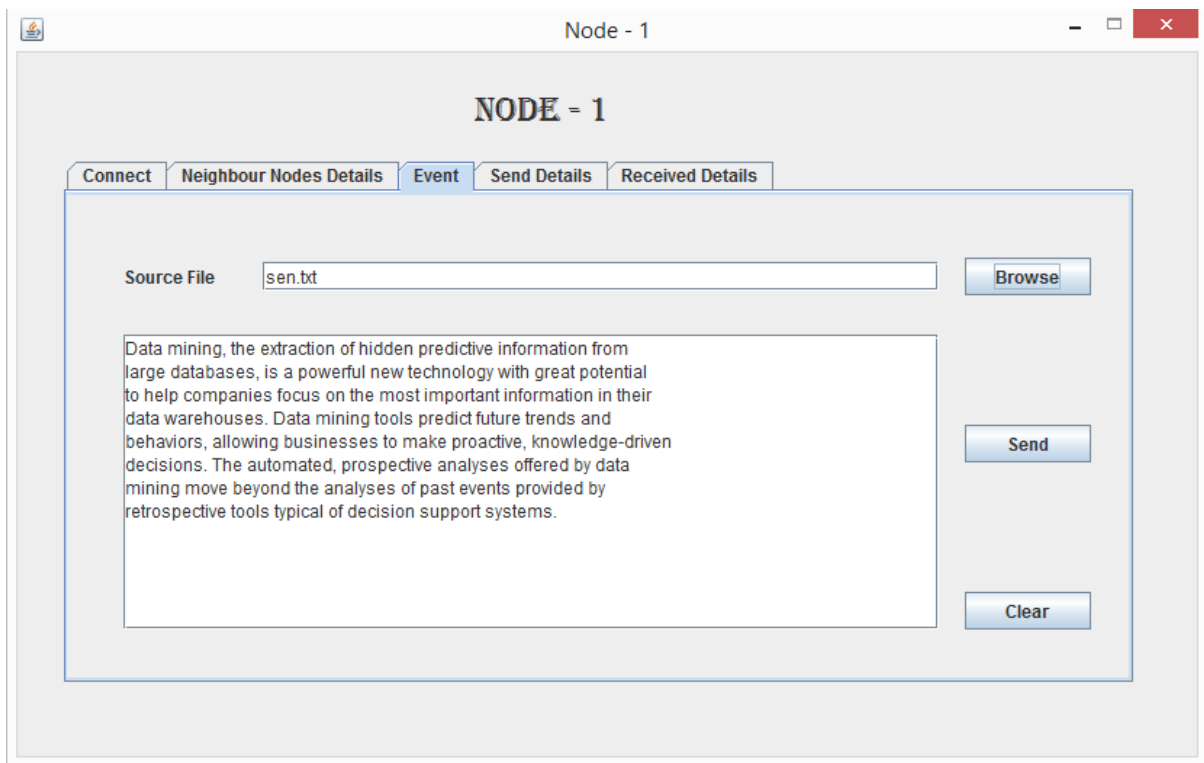 Node - 1
NODE - 1
Connect Neighbour Nodes Details Event Send Details Received Details
Source File sen.txt Browse
Data mining, the extraction of hidden predictive information from
large databases, is a powerful new technology with great potential
to help companies focus on the most important information in their
data warehouses. Data mining tools predict future trends and
behaviors, allowing businesses to make proactive, knowledge-driven
decisions. The automated, prospective analyses offered by data
mining move beyond the analyses of past events provided by
retrospective tools typical of decision support systems.
Send
Clear